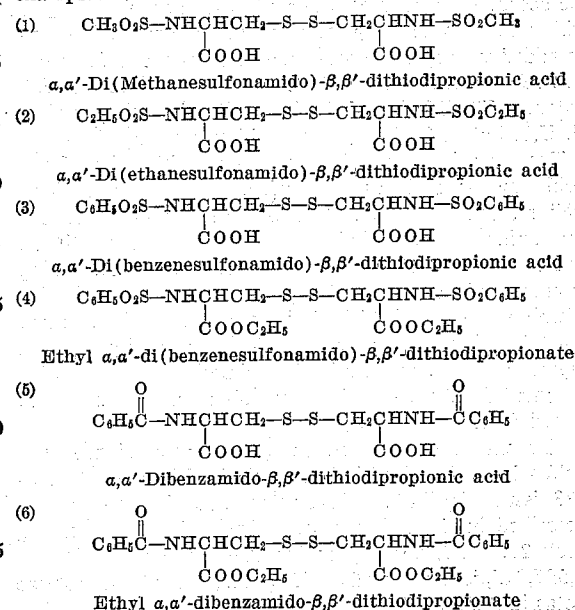 (1) CH3O2S—NHCHCH2—S—S—CH2CHNH—SO2CH3
COOH COOH
α,α′-Di(Methanesulfonamido)-β,β′-dithiodipropionic acid
(2) C2H5O2S—NHCHCH2—S—S—CH2CHNH—SO2C2H5
COOH COOH
α,α′-Di(ethanesulfonamido)-β,β′-dithiodipropionic acid
(3) C6H5O2S—NHCHCH2—S—S—CH2CHNH—SO2C6H5
COOH COOH
α,α′-Di(benzenesulfonamido)-β,β′-dithiodipropionic acid
(4) C6H5O2S—NHCHCH2—S—S—CH2CHNH—SO2C6H5
COOC2H5 COOC2H5
Ethyl α,α′-di(benzenesulfonamido)-β,β′-dithiodipropionate
(5) O O
C6H5C—NHCHCH2—S—S—CH2CHNH—CC6H5
COOH COOH
α,α′-Dibenzamido-β,β′-dithiodipropionic acid
(6) O O
C6H5C—NHCHCH2—S—S—CH2CHNH—CC6H5
COOC2H5 COOC2H5
Ethyl α,α′-dibenzamido-β,β′-dithiodipropionate